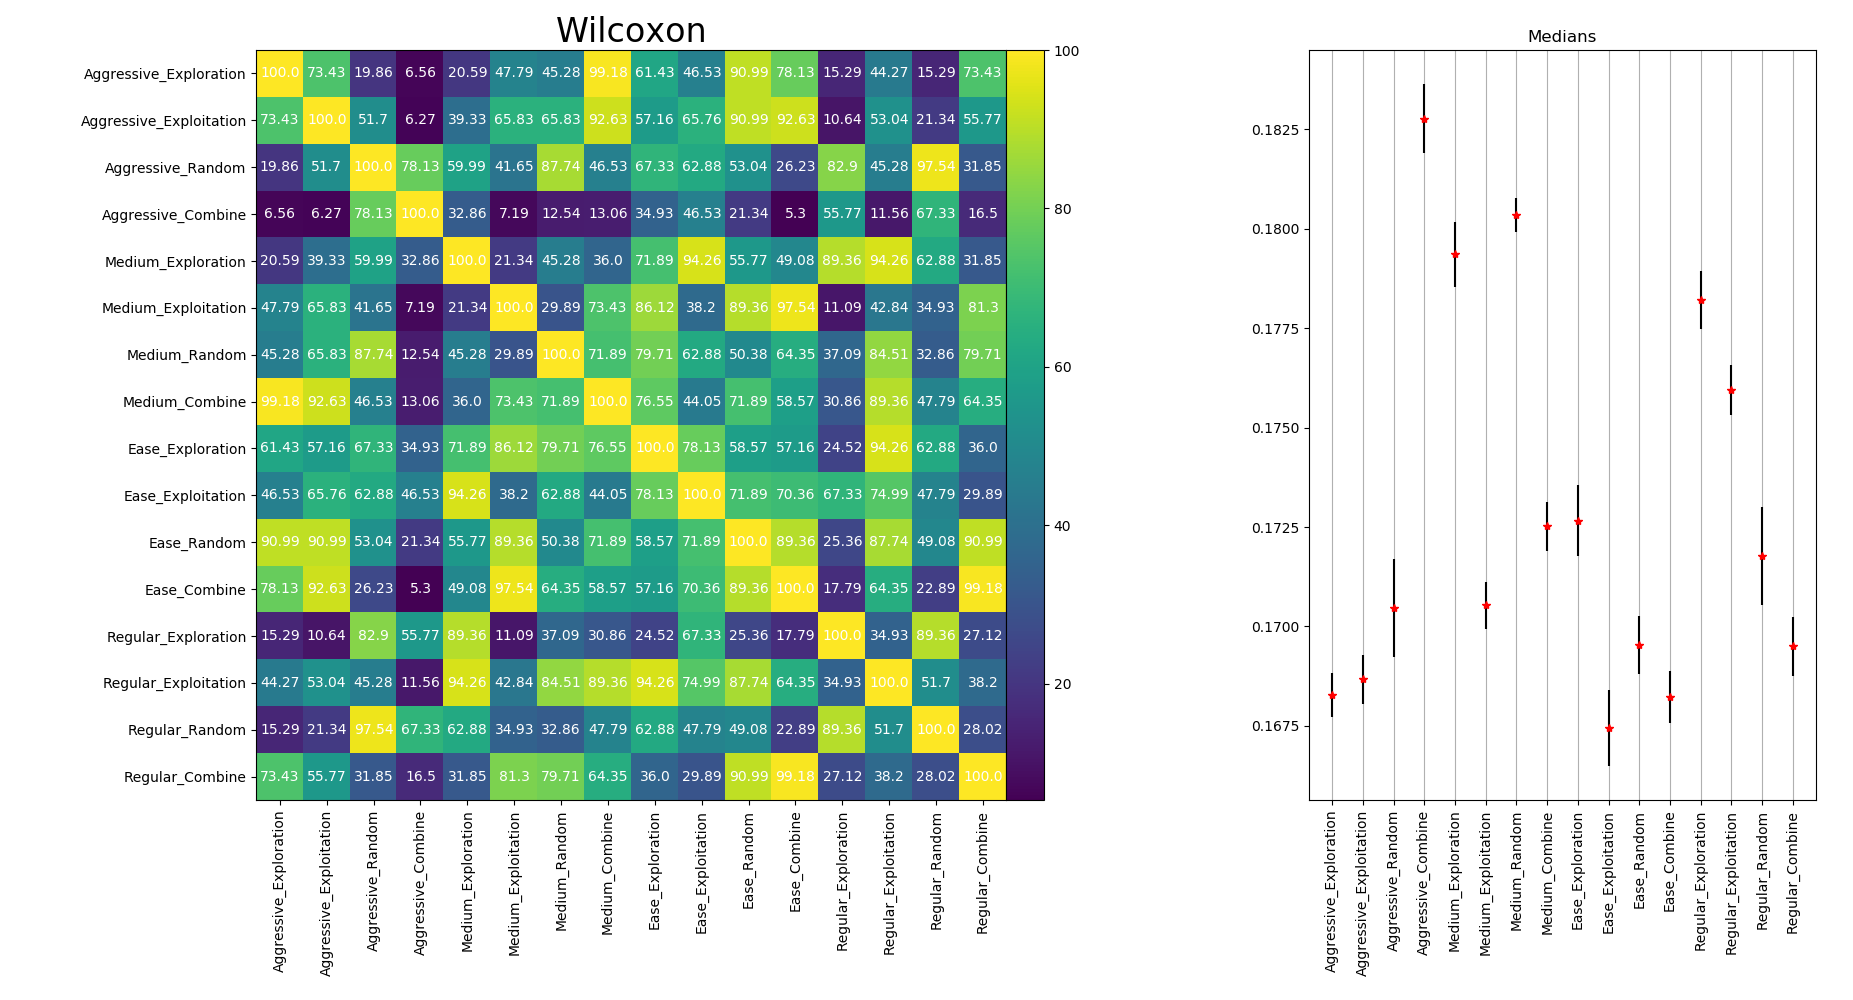 Wilcoxon
Aggressive_Exploration 100.0 73.43 19.86 6.56 20.59 47.79 45.28 99.18 61.43 46.53 90.99 78.13 15.29 44.27 15.29 73.43
Aggressive_Exploitation 73.43 100.0 51.7 6.27 39.33 65.83 65.83 92.63 57.16 65.76 90.99 92.63 10.64 53.04 21.34 55.77
Aggressive_Random 19.86 51.7 100.0 78.13 59.99 41.65 87.74 46.53 67.33 62.88 53.04 26.23 82.9 45.28 97.54 31.85
Aggressive_Combine 6.56 6.27 78.13 100.0 32.86 7.19 12.54 13.06 34.93 46.53 21.34 5.3 55.77 11.56 67.33 16.5
Medium_Exploration 20.59 39.33 59.99 32.86 100.0 21.34 45.28 36.0 71.89 94.26 55.77 49.08 89.36 94.26 62.88 31.85
Medium_Exploitation 47.79 65.83 41.65 7.19 21.34 100.0 29.89 73.43 86.12 38.2 89.36 97.54 11.09 42.84 34.93 81.3
Medium_Random 45.28 65.83 87.74 12.54 45.28 29.89 100.0 71.89 79.71 62.88 50.38 64.35 37.09 84.51 32.86 79.71
Medium_Combine 99.18 92.63 46.53 13.06 36.0 73.43 71.89 100.0 76.55 44.05 71.89 58.57 30.86 89.36 47.79 64.35
Ease_Exploration 61.43 57.16 67.33 34.93 71.89 86.12 79.71 76.55 100.0 78.13 58.57 57.16 24.52 94.26 62.88 36.0
Ease_Exploitation 46.53 65.76 62.88 46.53 94.26 38.2 62.88 44.05 78.13 100.0 71.89 70.36 67.33 74.99 47.79 29.89
Ease_Random 90.99 90.99 53.04 21.34 55.77 89.36 50.38 71.89 58.57 71.89 100.0 89.36 25.36 87.74 49.08 90.99
Ease_Combine 78.13 92.63 26.23 5.3 49.08 97.54 64.35 58.57 57.16 70.36 89.36 100.0 17.79 64.35 22.89 99.18
Regular_Exploration 15.29 10.64 82.9 55.77 89.36 11.09 37.09 30.86 24.52 67.33 25.36 17.79 100.0 34.93 89.36 27.12
Regular_Exploitation 44.27 53.04 45.28 11.56 94.26 42.84 84.51 89.36 94.26 74.99 87.74 64.35 34.93 100.0 51.7 38.2
Regular_Random 15.29 21.34 97.54 67.33 62.88 34.93 32.86 47.79 62.88 47.79 49.08 22.89 89.36 51.7 100.0 28.02
Regular_Combine 73.43 55.77 31.85 16.5 31.85 81.3 79.71 64.35 36.0 29.89 90.99 99.18 27.12 38.2 28.02 100.0
Aggressive_Exploration
Aggressive_Exploitation
Aggressive_Random
Aggressive_Combine
Medium_Exploration
Medium_Exploitation
Medium_Random
Medium_Combine
Ease_Exploration
Ease_Exploitation
Ease_Random
Ease_Combine
Regular_Exploration
Regular_Exploitation
Regular_Random
Regular_Combine
100
80
60
40
20
Medians
0.1825
0.1800
0.1775
0.1750
0.1725
0.1700
0.1675
Aggressive_Exploration
Aggressive_Exploitation
Aggressive_Random
Aggressive_Combine
Medium_Exploration
Medium_Exploitation
Medium_Random
Medium_Combine
Ease_Exploration
Ease_Exploitation
Ease_Random
Ease_Combine
Regular_Exploration
Regular_Exploitation
Regular_Random
Regular_Combine